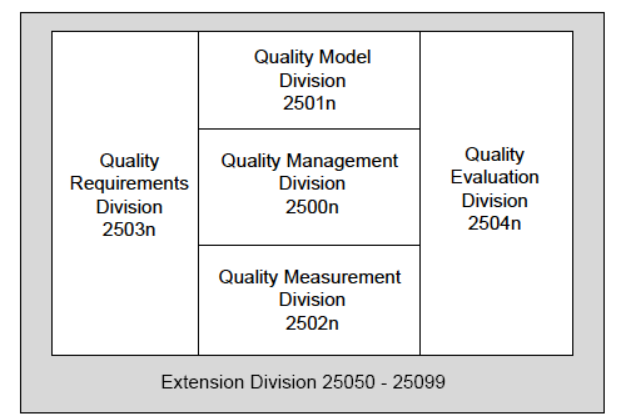 Quality
Requirements
Division
2503n
Quality Model
Division
2501n
Quality Management
Division
2500n
Quality Measurement
Division
2502n
Quality
Evaluation
Division
2504n
Extension Division 25050 - 25099